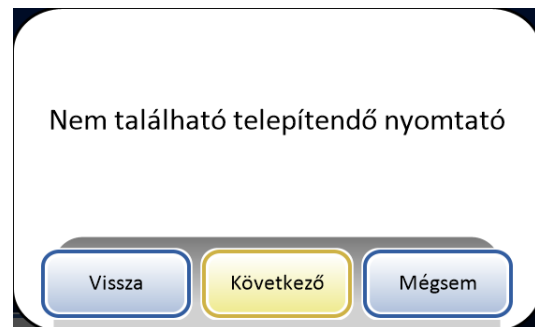 Nem található telepítendő nyomtató
Vissza
Következő
Mégsem